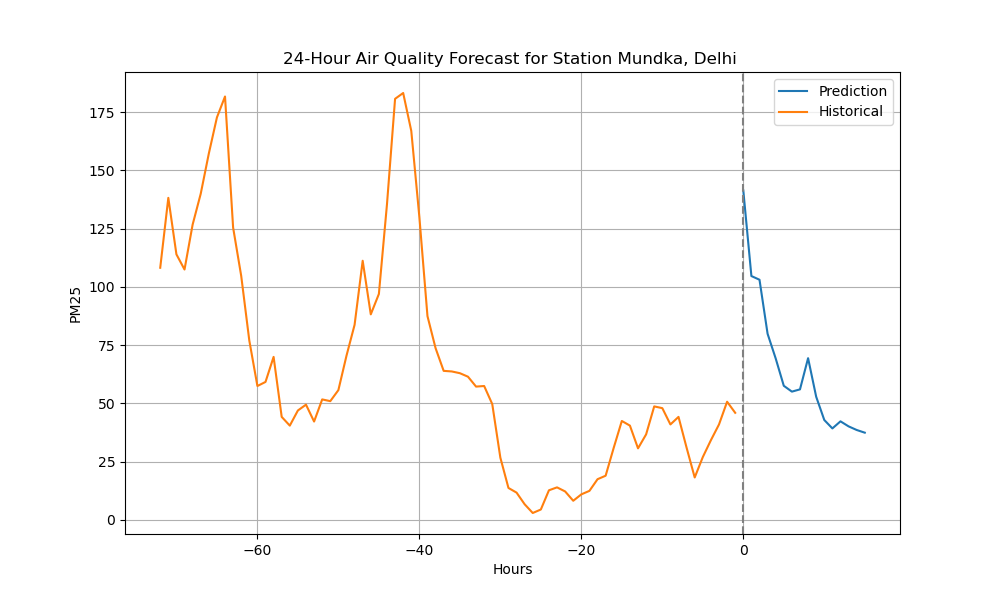 24-Hour Air Quality Forecast for Station Mundka, Delhi
Prediction
Historical
175
150
125
100
75
50
25
0
PM25
−60
−40
−20
0
Hours